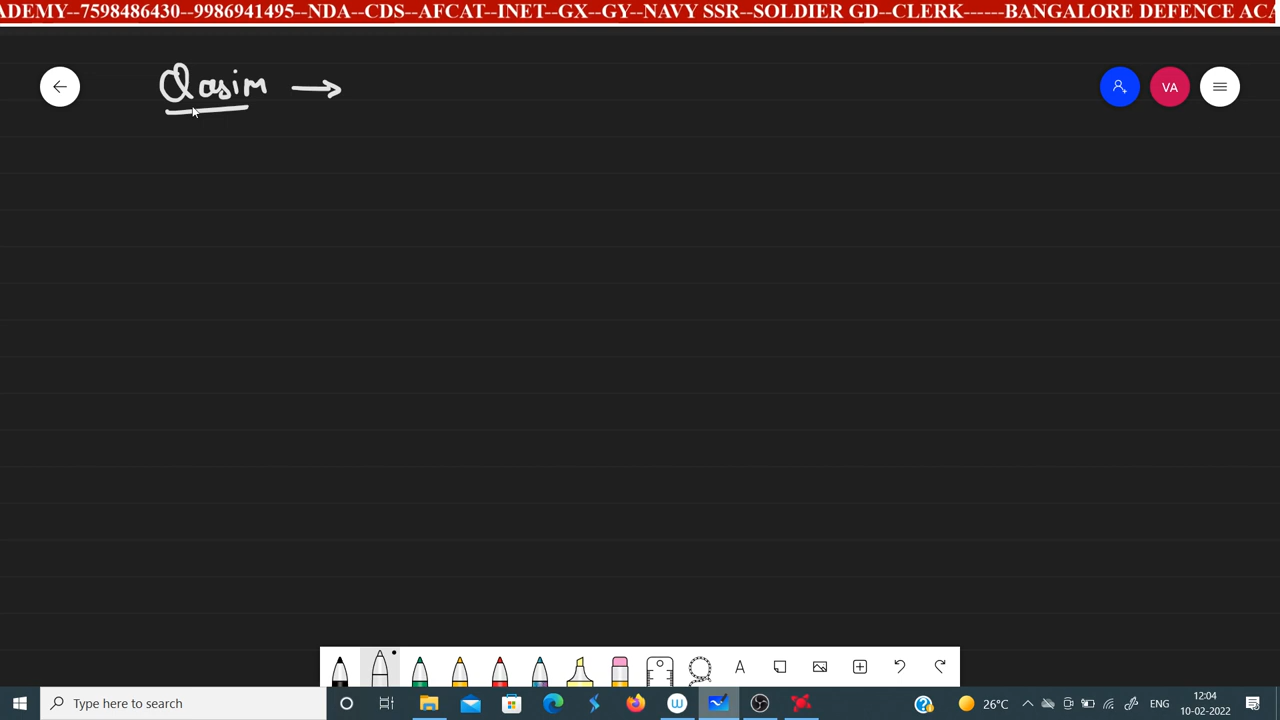 ADEMY--7598486430--9986941495--NDA--CDS--AFCAT--INET--GX--GY--NAVY SSR--SOLDIER GD--CLERK------BANGALORE DEFENCE ACA
Qasim →
VA
A
Type here to search
26°C
ENG
12:04
10-02-2022